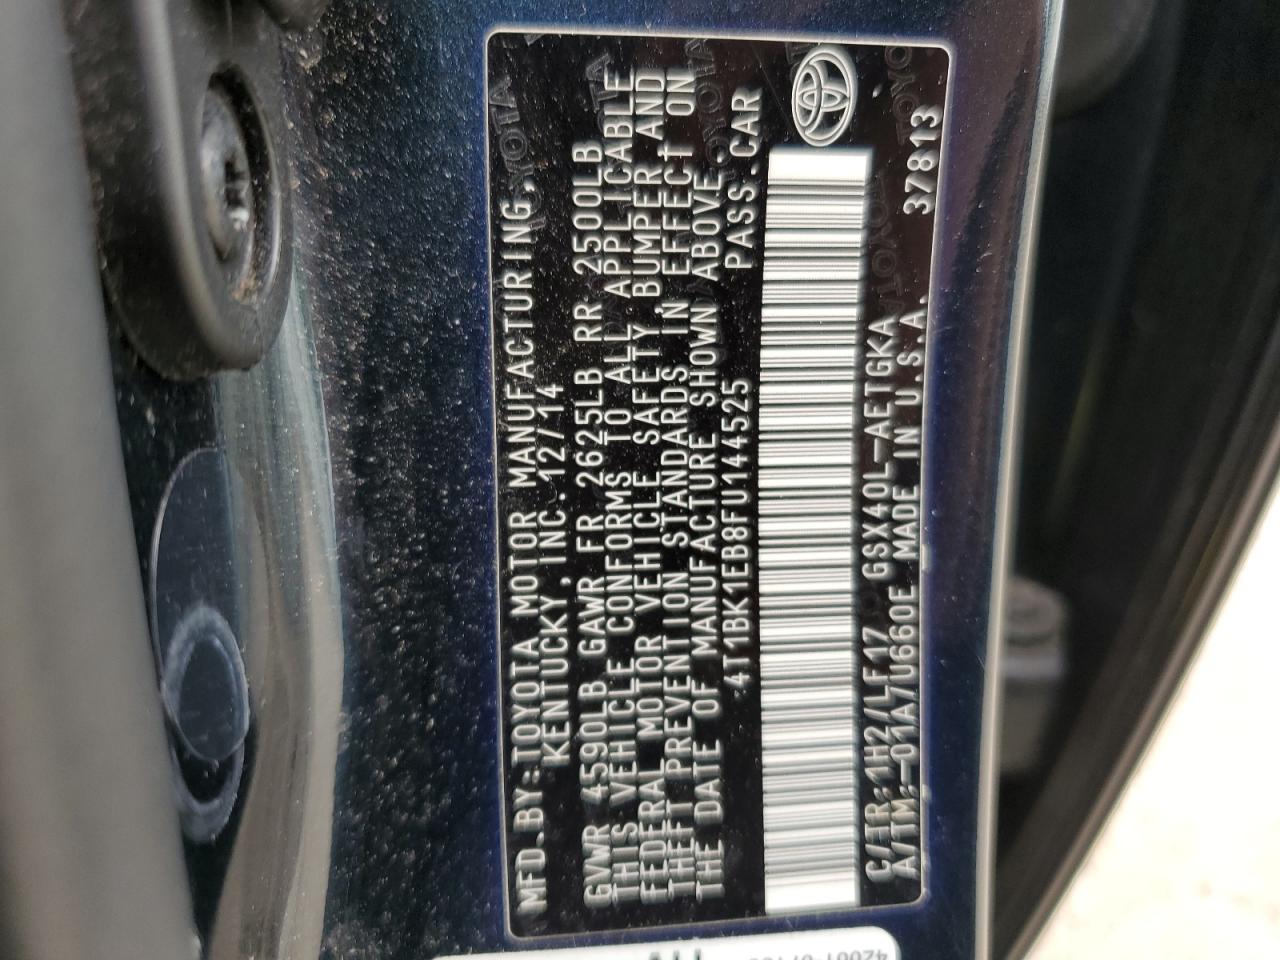 MFD.BY:TOYOTA MOTOR MANUFACTURING,
KENTUCKY, INC. 12/14
GVWR 4590LB GAWR FR 2625LB RR 2500LB
THIS VEHICLE CONFORMS TO ALL APPLICABLE
FEDERAL MOTOR VEHICLE SAFETY, BUMPER AND
THEFT PREVENTION STANDARDS IN EFFECT ON
THE DATE OF MANUFACTURE SHOWN ABOVE.
4T1BK1EB8FU144525 PASS.CAR
C/TR:1H2/LF17 GSX40L-AETGKA
A/TM:-01A/U660E MADE IN U.S.A. 37813